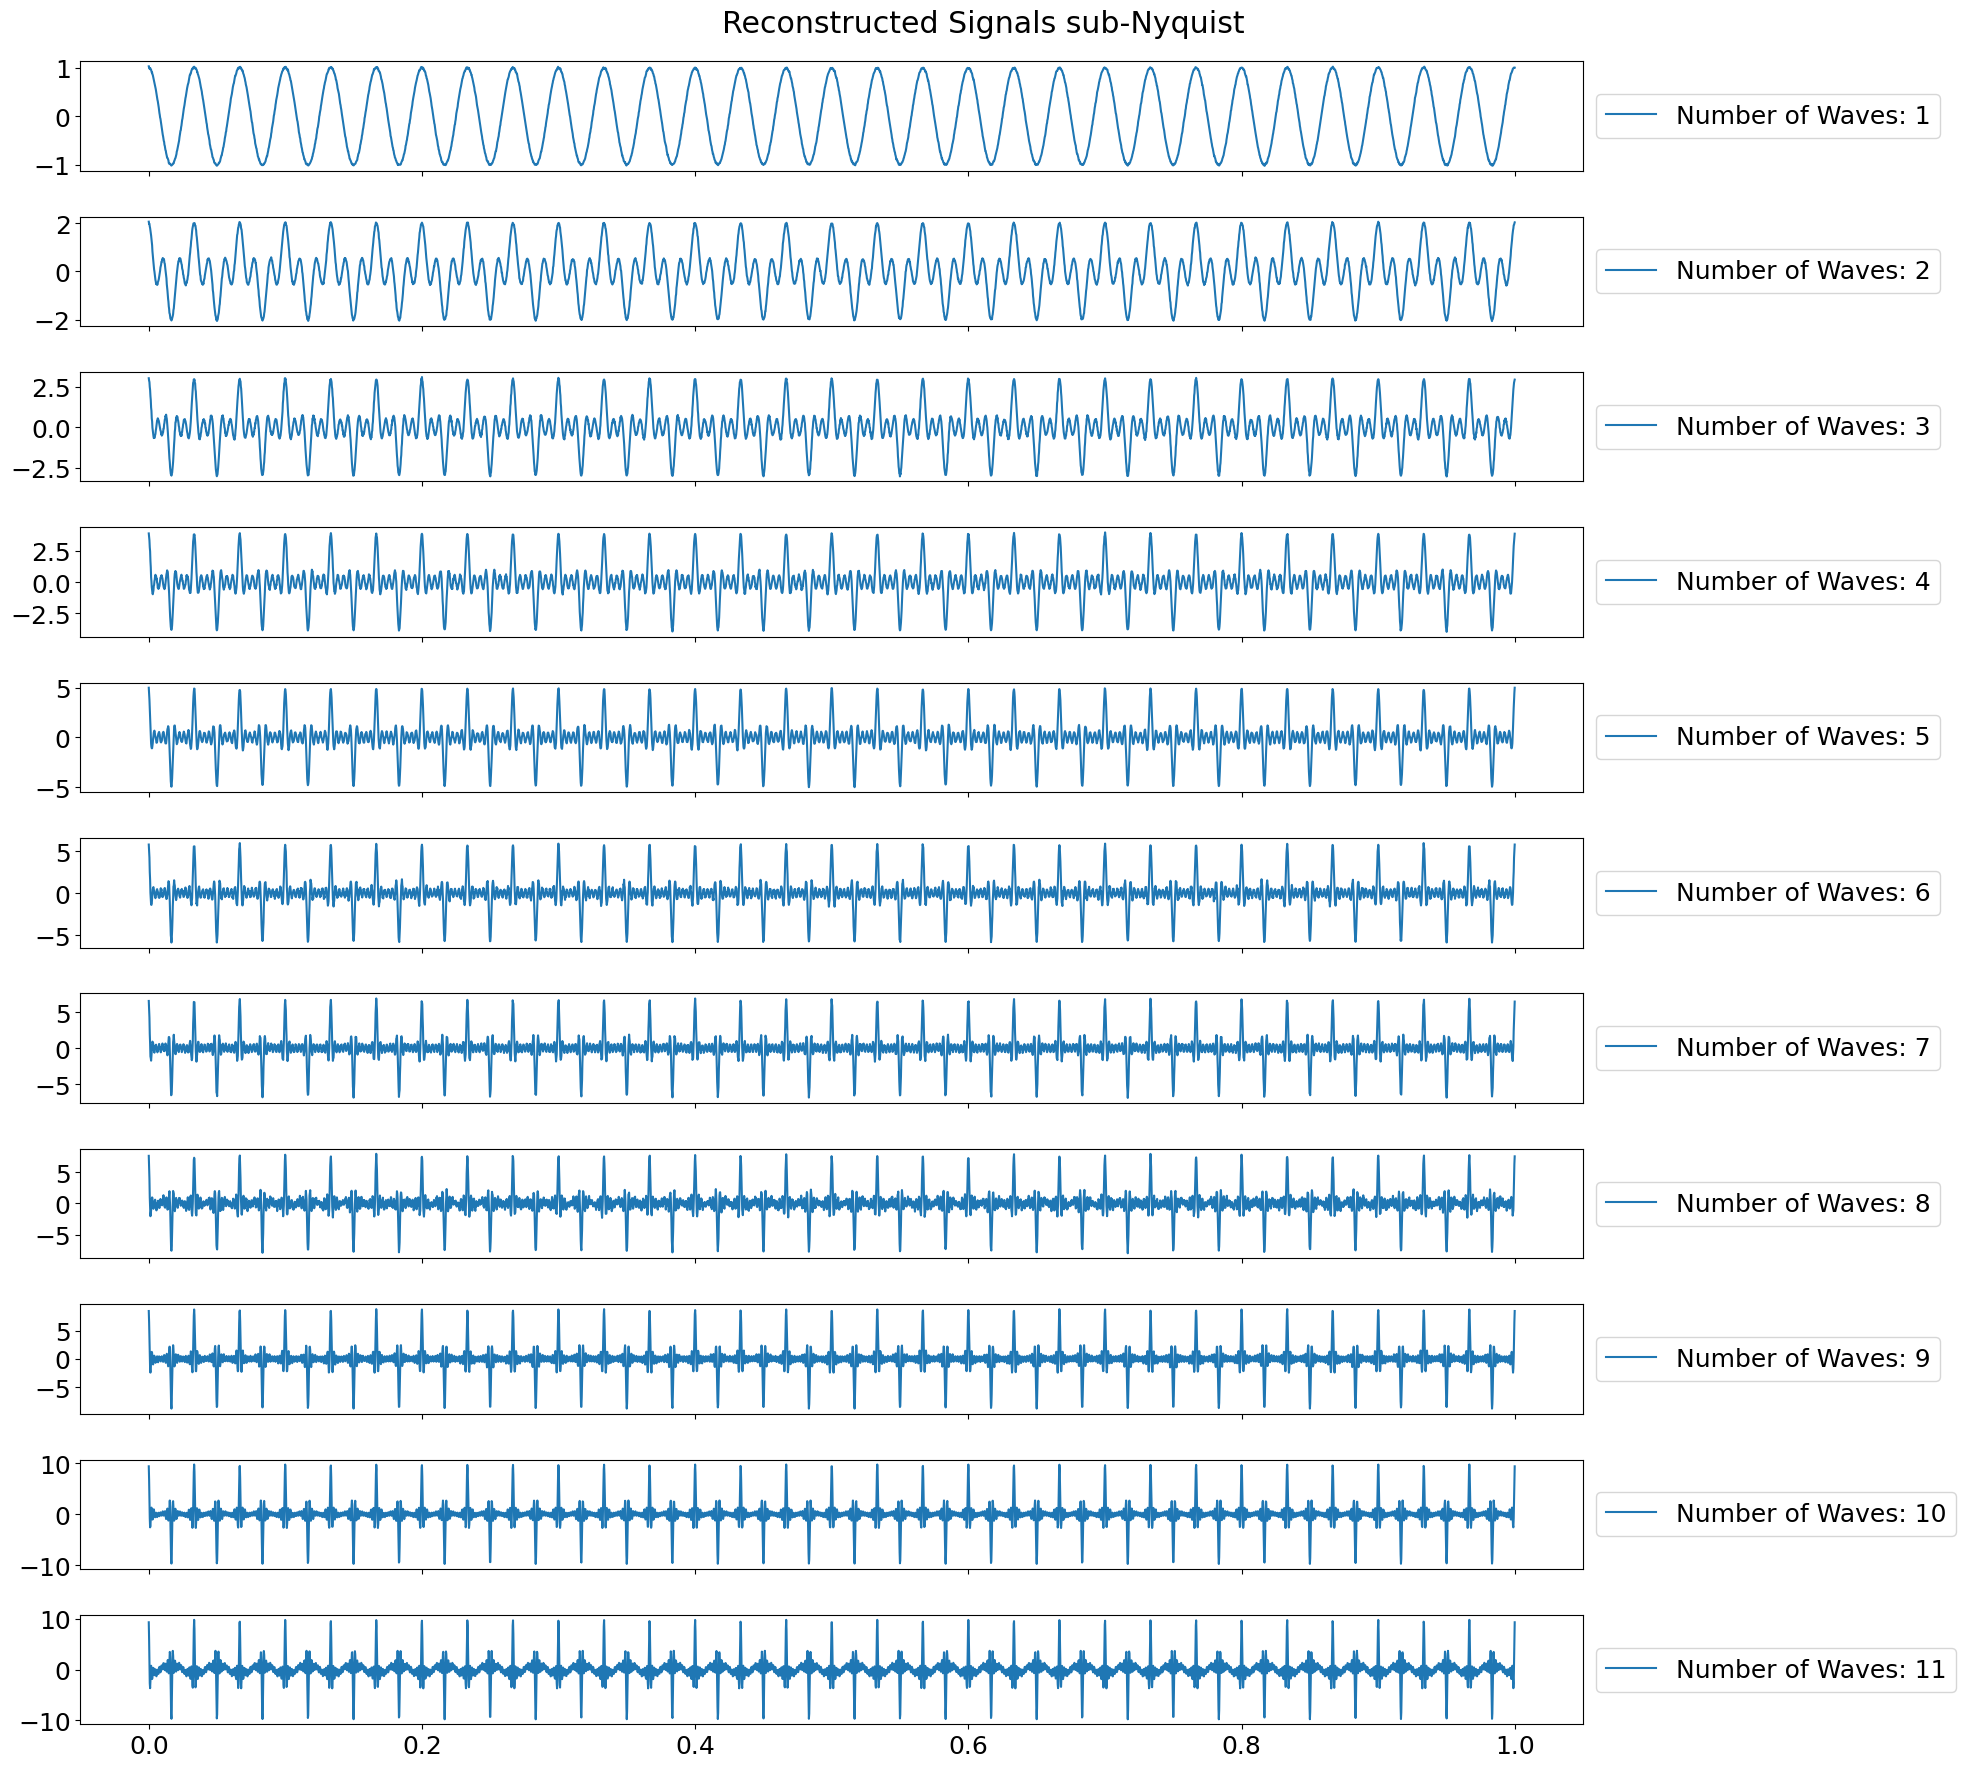 Reconstructed Signals sub-Nyquist
1
0
−1
Number of Waves: 1
2
0
−2
Number of Waves: 2
2.5
0.0
−2.5
Number of Waves: 3
2.5
0.0
−2.5
Number of Waves: 4
5
0
−5
Number of Waves: 5
5
0
−5
Number of Waves: 6
5
0
−5
Number of Waves: 7
5
0
−5
Number of Waves: 8
5
0
−5
Number of Waves: 9
10
0
−10
Number of Waves: 10
10
0
−10
Number of Waves: 11
0.0 0.2 0.4 0.6 0.8 1.0